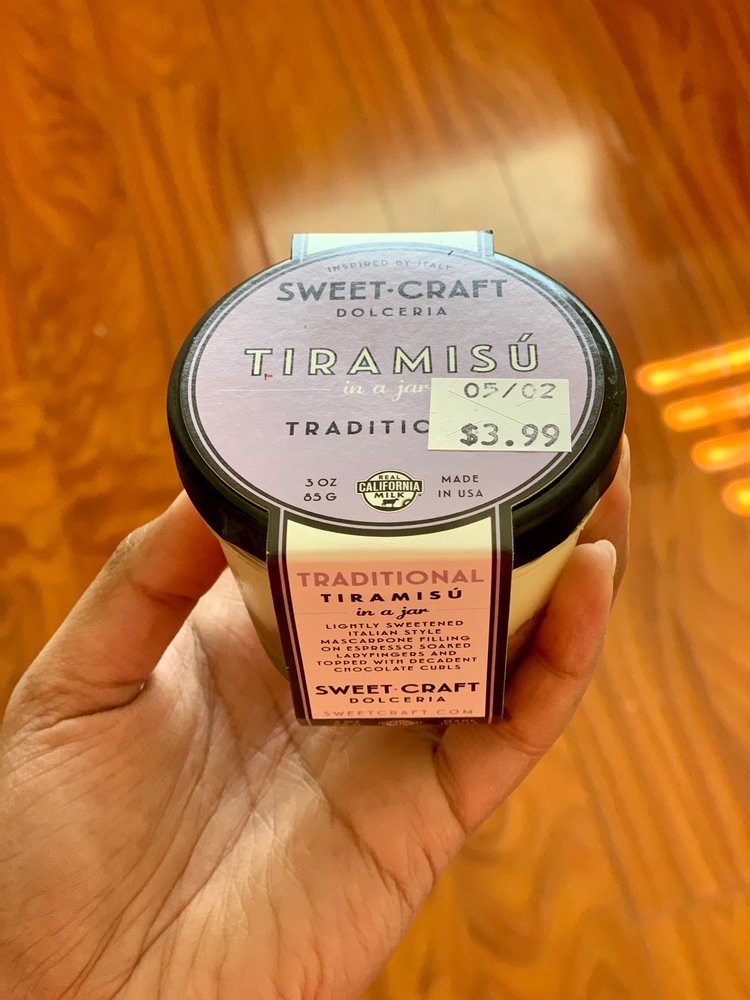 INSPIRED BY ITALY
SWEET·CRAFT
DOLCERIA
TIRAMISÚ
in a jar
05/02
$3.99
3 OZ
85 G
REAL
CALIFORNIA
MILK
MADE
IN USA
TRADITIONAL
TIRAMISÚ
in a jar
LIGHTLY SWEETENED
ITALIAN STYLE
MASCARPONE FILLING
ON ESPRESSO SOAKED
LADYFINGERS AND
TOPPED WITH DECADENT
CHOCOLATE CURLS
SWEET·CRAFT
DOLCERIA
SWEETCRAFT.COM